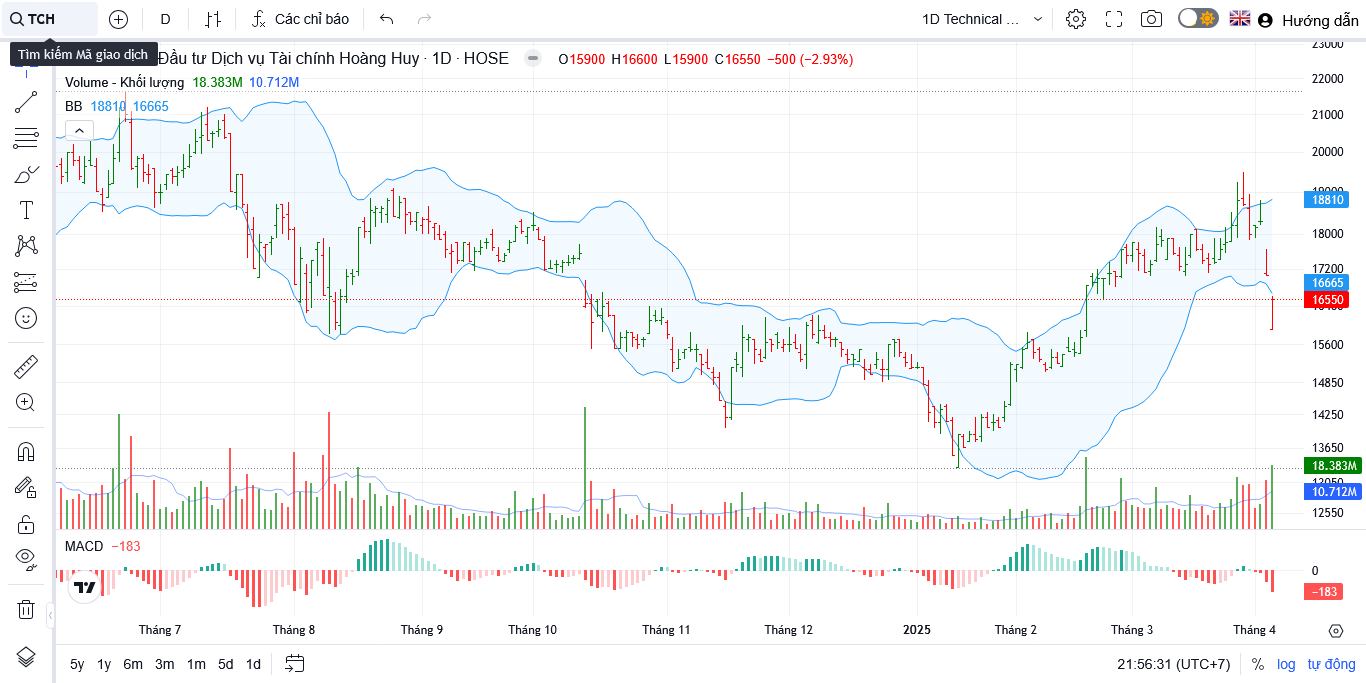 TCH
D
Các chỉ báo
1D Technical ...
Hướng dẫn
Tìm kiếm Mã giao dịch
Đầu tư Dịch vụ Tài chính Hoàng Huy · 1D · HOSE
O15900 H16600 L15900 C16550 −500 (−2.93%)
Volume - Khối lượng 18.383M 10.712M
BB 18810 16665
23000
22000
21000
20000
19000
18810
18000
17200
16665
16550
15600
14850
14250
13650
18.383M
10.712M
12550
MACD −183
0
−183
Tháng 7 Tháng 8 Tháng 9 Tháng 10 Tháng 11 Tháng 12 2025 Tháng 2 Tháng 3 Tháng 4
5y 1y 6m 3m 1m 5d 1d
21:56:31 (UTC+7) % log tự động